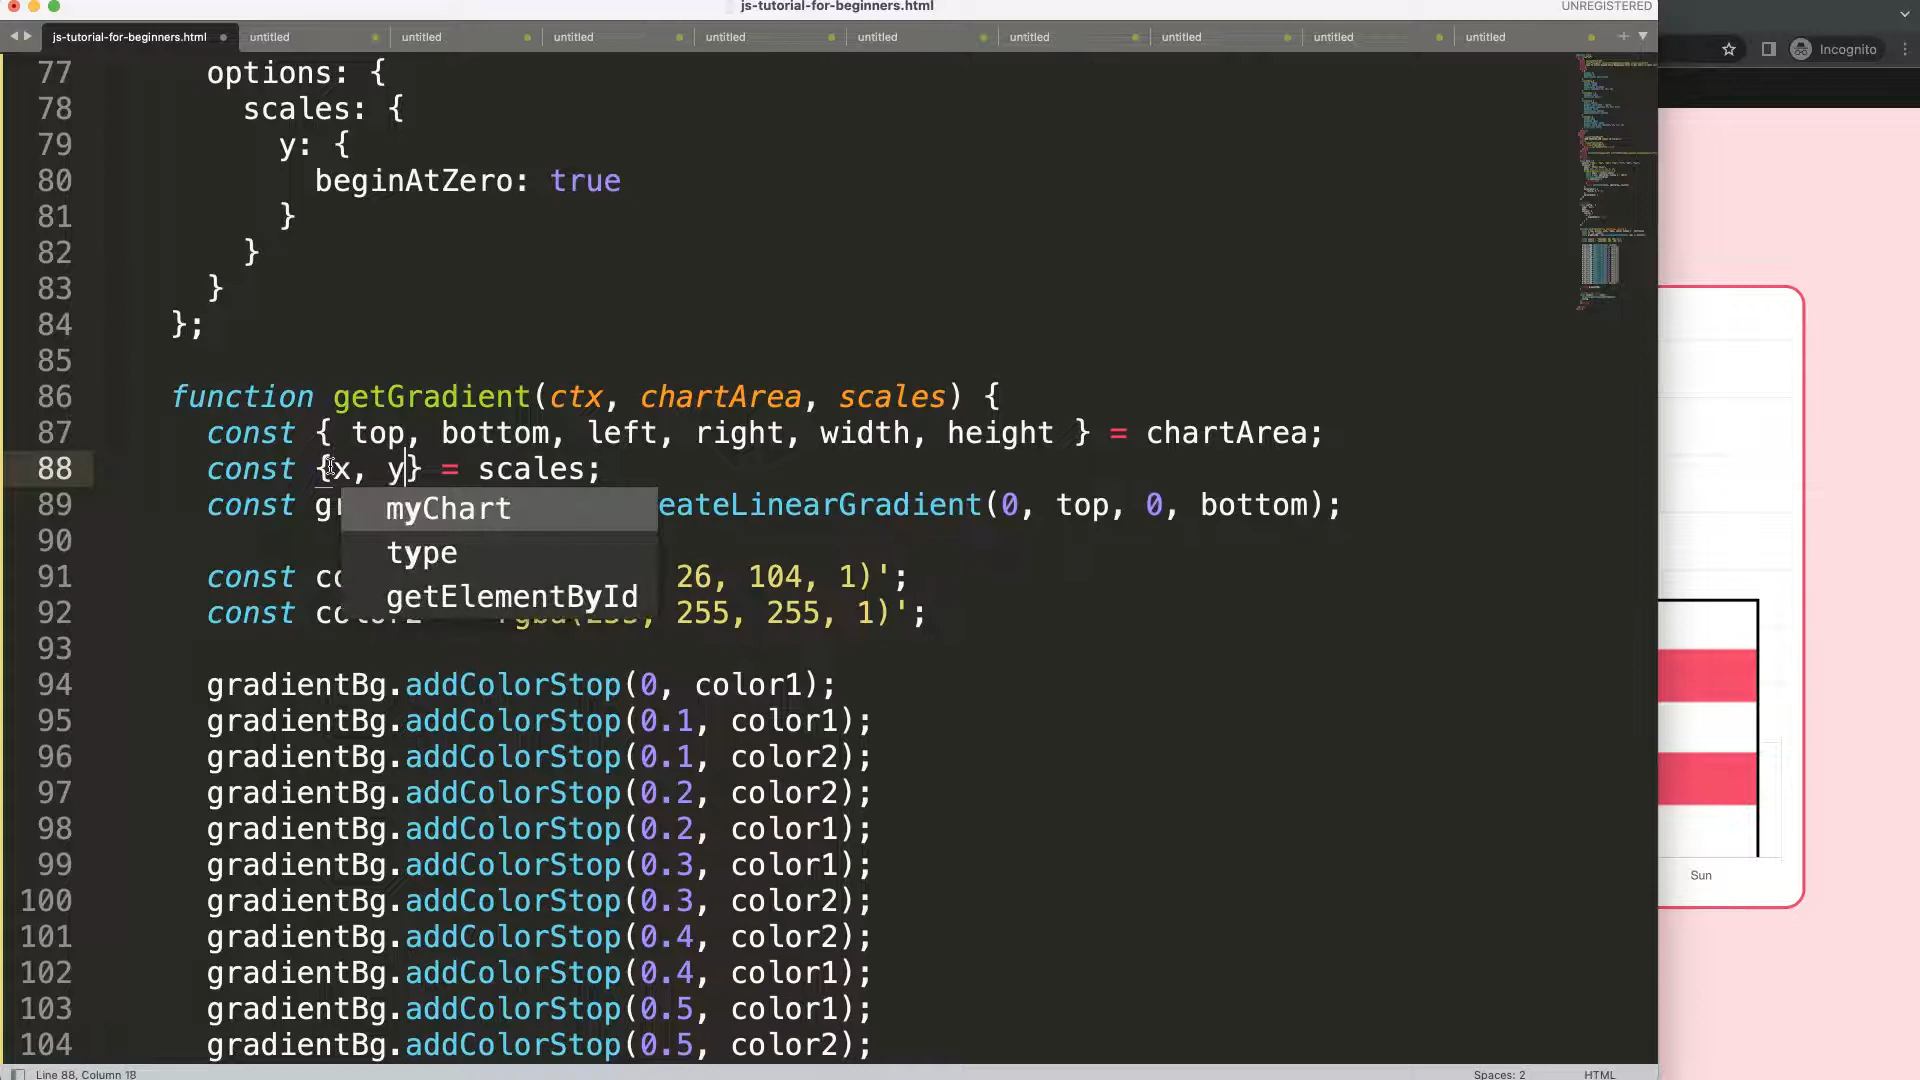 js-tutorial-for-beginners.html
UNREGISTERED
js-tutorial-for-beginners.html untitled untitled untitled untitled untitled untitled untitled untitled untitled
Incognito
77 options: {
78 scales: {
79 y: {
80 beginAtZero: true
81 }
82 }
83 }
84 };
85
86 function getGradient(ctx, chartArea, scales) {
87 const { top, bottom, left, right, width, height } = chartArea;
88 const {x, y} = scales;
89 const gr eateLinearGradient(0, top, 0, bottom);
myChart
type
getElementById
90
91 const co 26, 104, 1)';
92 const 255, 255, 1)';
93
94 gradientBg.addColorStop(0, color1);
95 gradientBg.addColorStop(0.1, color1);
96 gradientBg.addColorStop(0.1, color2);
97 gradientBg.addColorStop(0.2, color2);
98 gradientBg.addColorStop(0.2, color1);
99 gradientBg.addColorStop(0.3, color1);
100 gradientBg.addColorStop(0.3, color2);
101 gradientBg.addColorStop(0.4, color2);
102 gradientBg.addColorStop(0.4, color1);
103 gradientBg.addColorStop(0.5, color1);
104 gradientBg.addColorStop(0.5, color2);
Sun
Line 88, Column 18
Spaces: 2
HTML